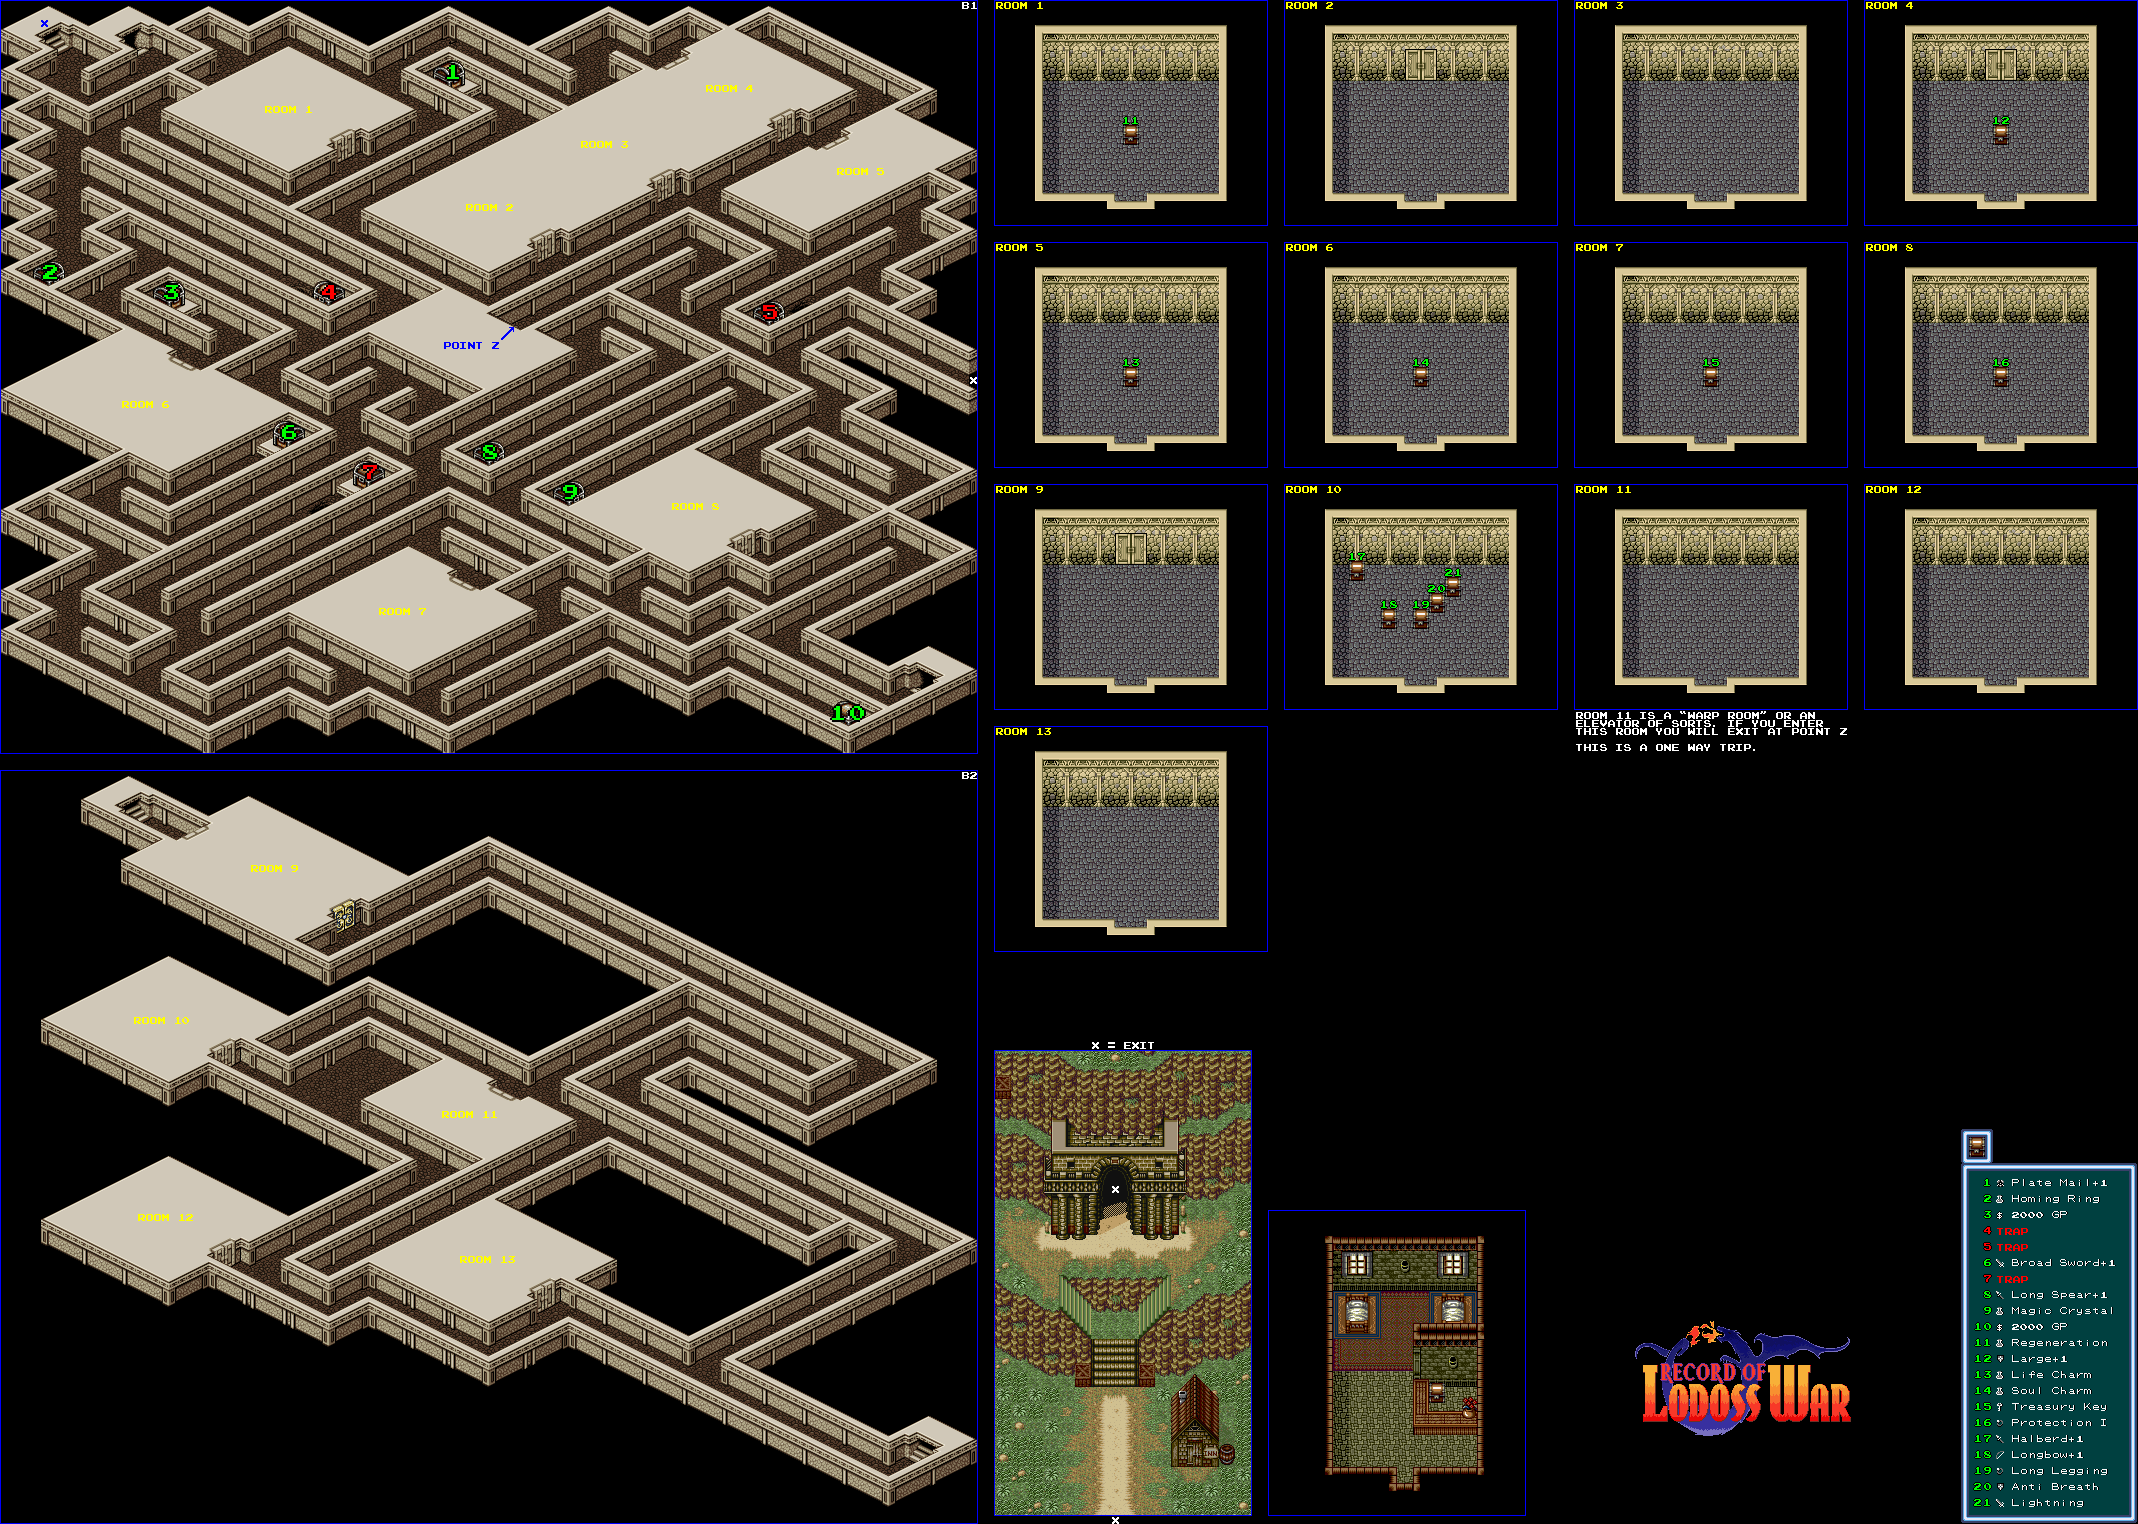 x
B1
ROOM 1
1
ROOM 4
ROOM 3
ROOM 5
ROOM 2
2
3
4
5
POINT Z
x
ROOM 6
6
7
8
9
ROOM 8
ROOM 7
10
B2
ROOM 9
ROOM 10
ROOM 11
ROOM 12
ROOM 13
ROOM 1
11
ROOM 2
ROOM 3
ROOM 4
12
ROOM 5
13
ROOM 6
14
ROOM 7
15
ROOM 8
16
ROOM 9
ROOM 10
17
21
20
18
19
ROOM 11
ROOM 12
ROOM 11 IS A "WARP ROOM" OR AN
ELEVATOR OF SORTS. IF YOU ENTER
THIS ROOM YOU WILL EXIT AT POINT Z
THIS IS A ONE WAY TRIP.
ROOM 13
x = EXIT
x
INN
x
RECORD OF
LODOSS WAR
1 Plate Mail+1
2 Homing Ring
3 $ 2000 GP
4 TRAP
5 TRAP
6 Broad Sword+1
7 TRAP
8 Long Spear+1
9 Magic Crystal
10 $ 2000 GP
11 Regeneration
12 Large+1
13 Life Charm
14 Soul Charm
15 Treasury Key
16 Protection I
17 Halberd+1
18 Longbow+1
19 Long Legging
20 Anti Breath
21 Lightning